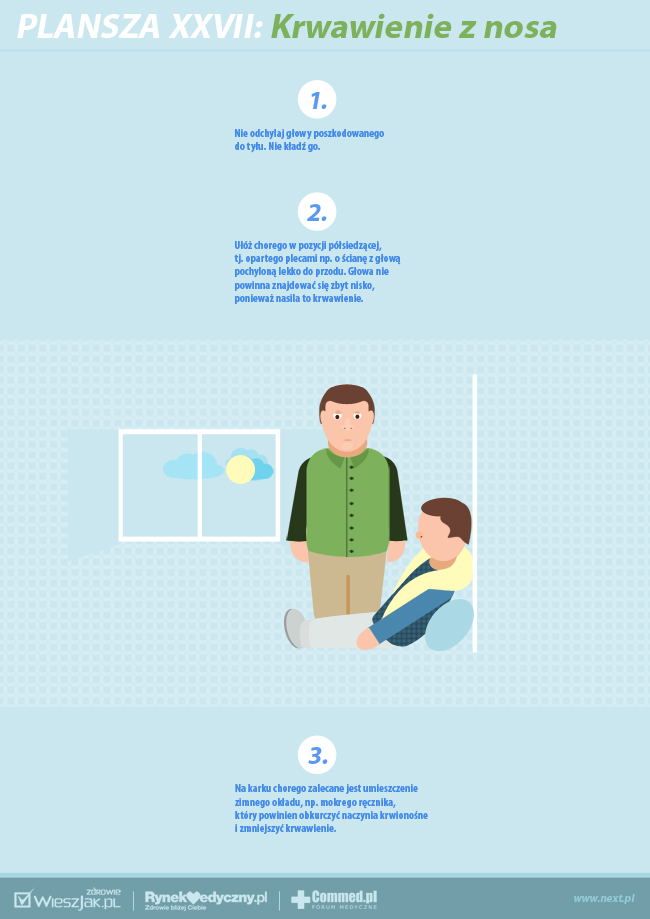 PLANSZA XXVII: Krwawienie z nosa
1.
Nie odchylaj głowy poszkodowanego
do tyłu. Nie kładź go.
2.
Ułóż chorego w pozycji półsiedzącej,
tj. opartego plecami np. o ścianę z głową
pochyloną lekko do przodu. Głowa nie
powinna znajdować się zbyt nisko,
ponieważ nasila to krwawienie.
3.
Na karku chorego zalecane jest umieszczenie
zimnego okładu, np. mokrego ręcznika,
który powinien obkurczyć naczynia krwionośne
i zmniejszyć krwawienie.
ZDROWIE
WIESZJAK.PL
RynekMedyczny.pl
Zdrowie bliżej Ciebie
Commed.pl
FORUM MEDYCZNE
www.next.pl